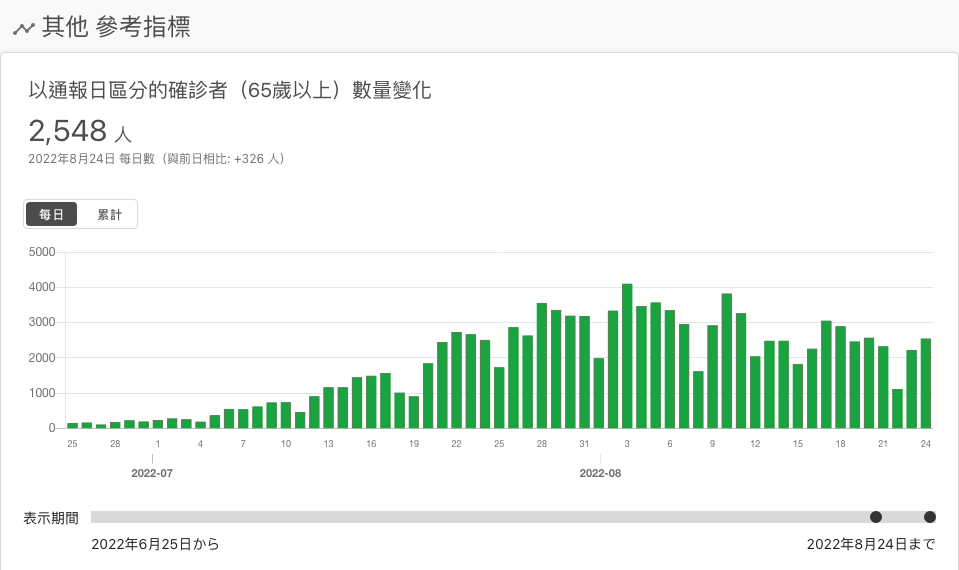 其他 參考指標
以通報日區分的確診者（65歲以上）數量變化
2,548 人
2022年8月24日 每日數（與前日相比: +326 人）
每日 累計
5000
4000
3000
2000
1000
0
25 28 1 4 7 10 13 16 19 22 25 28 31 3 6 9 12 15 18 21 24
2022-07 2022-08
表示期間
2022年6月25日から 2022年8月24日まで